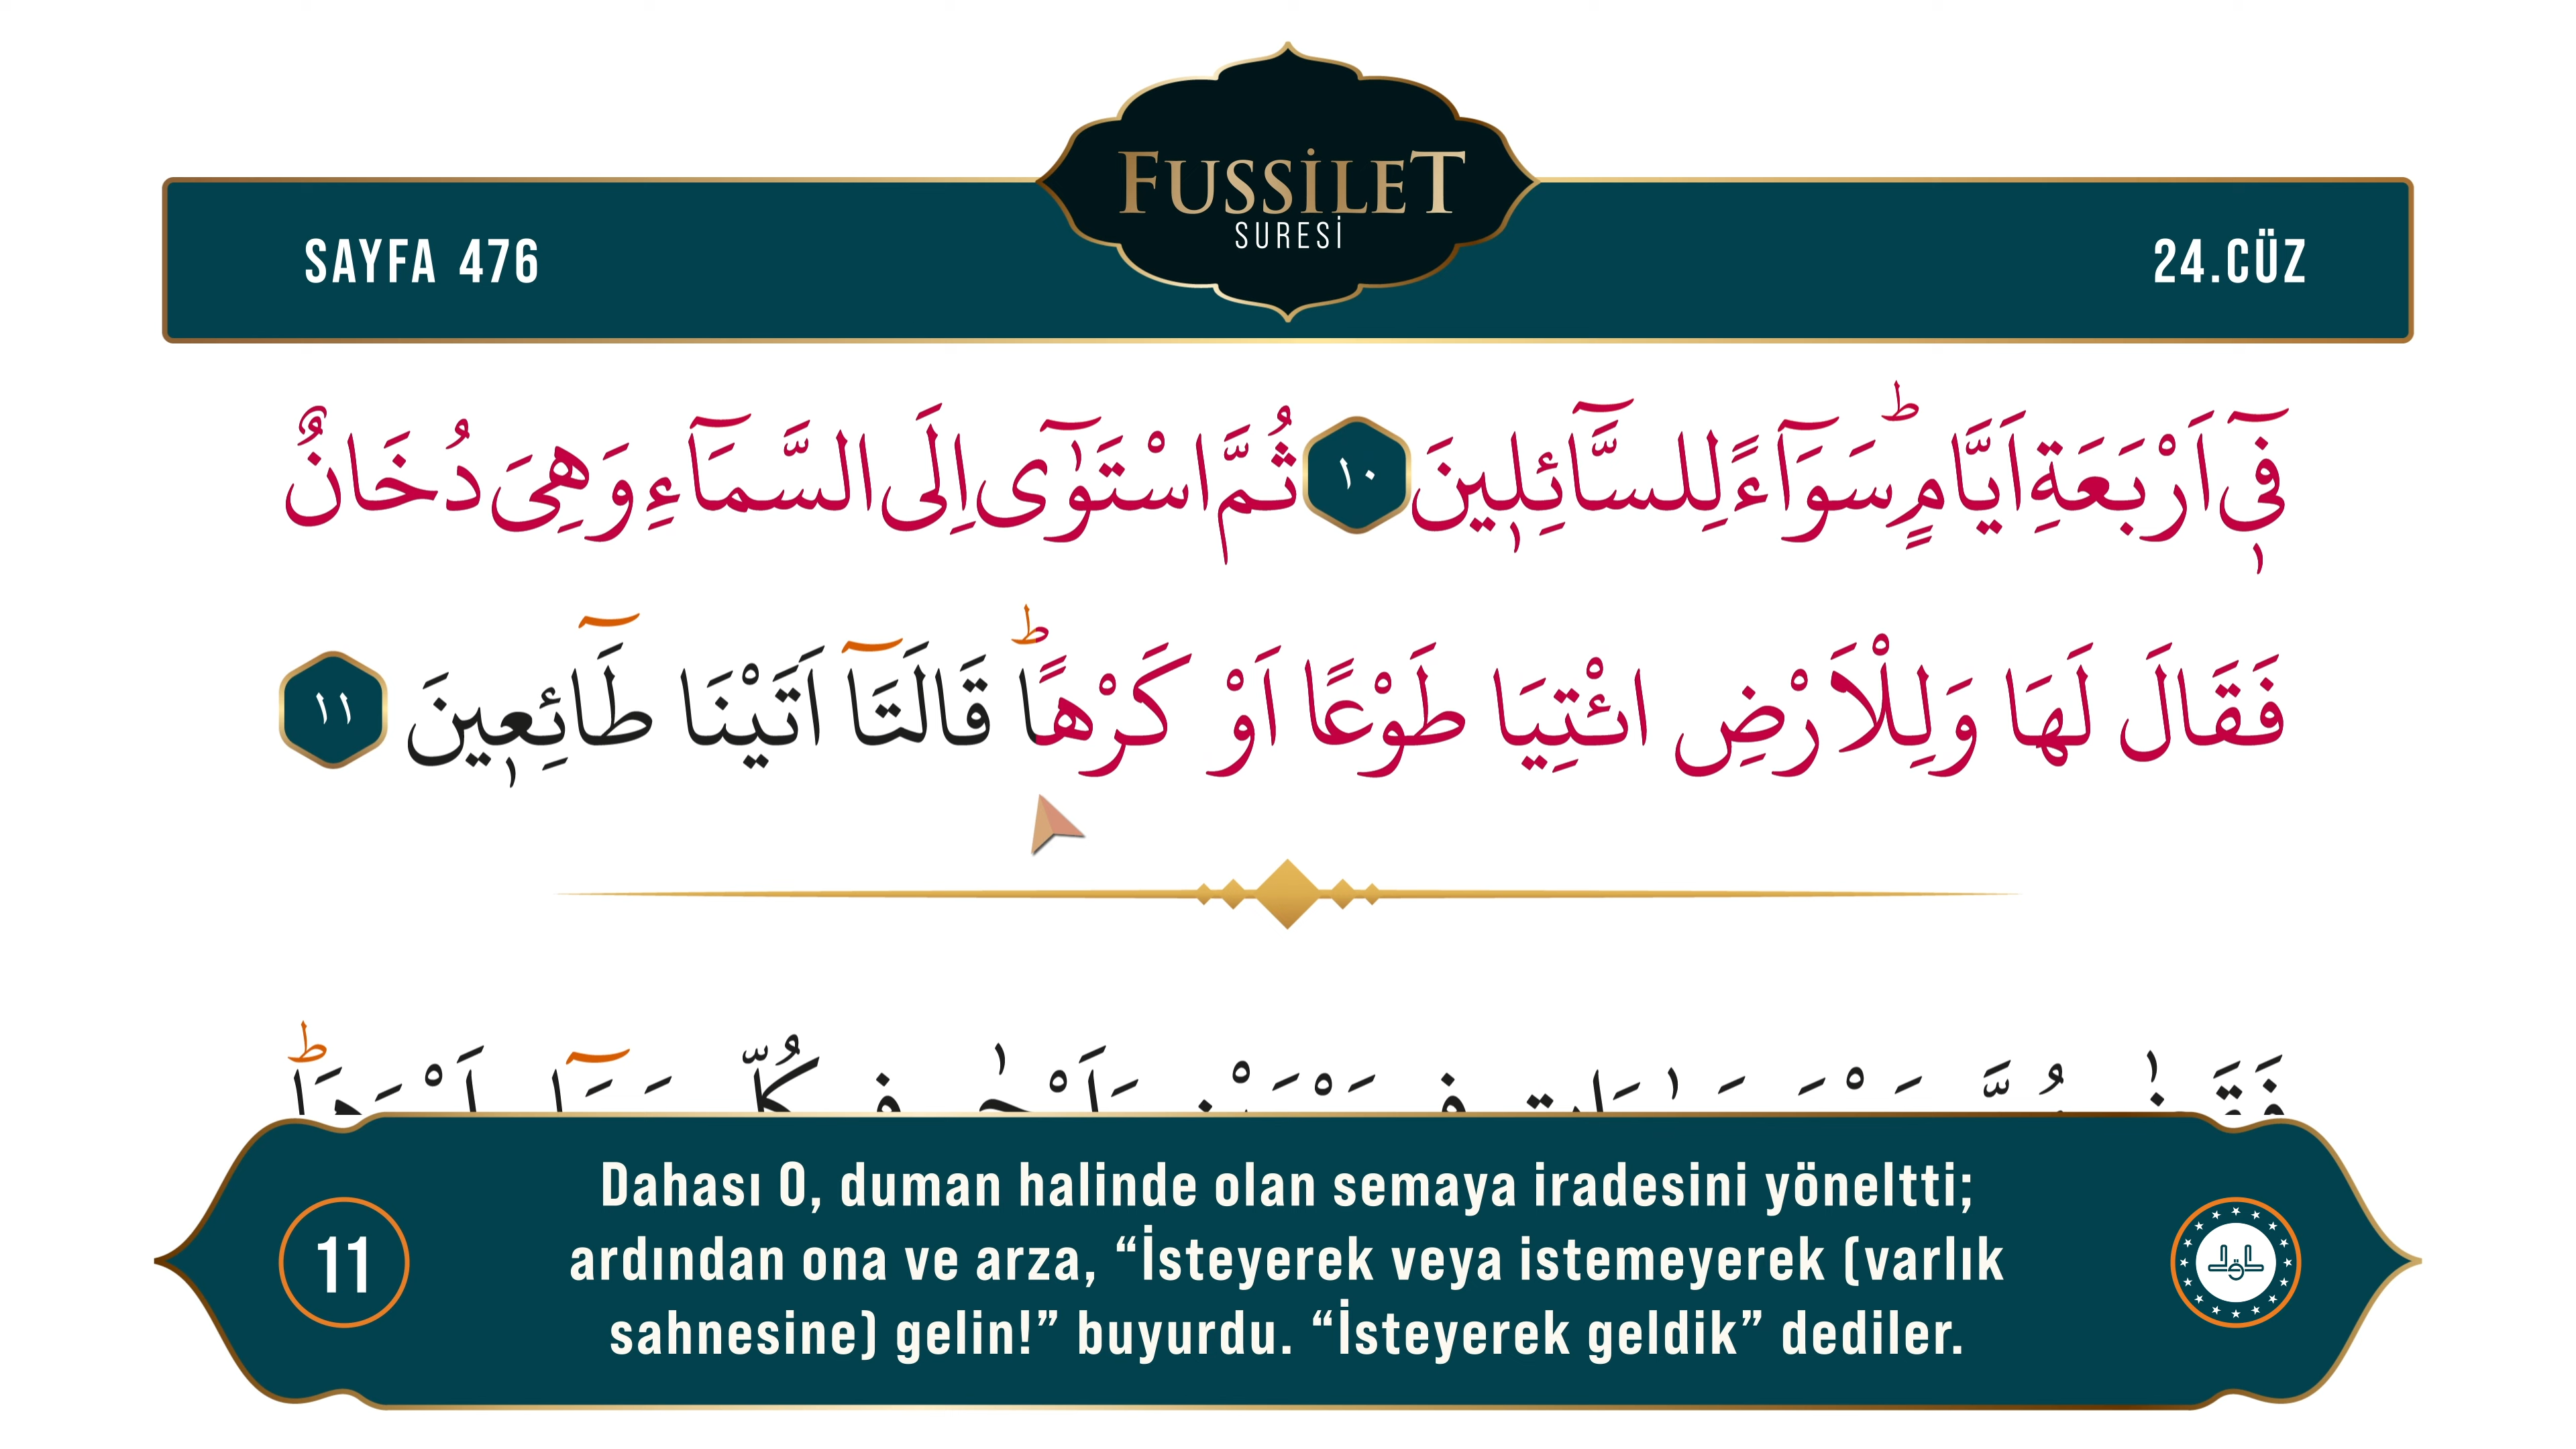 FUSSİLET
SURESİ
SAYFA 476
24.CÜZ
فٓى اَرْبَعَةِ اَيَّامٍ ط سَوَٓاءً لِلسَّٓائِلٖينَ ١٠ ثُمَّ اسْتَوٰٓى اِلَى السَّمَٓاءِ وَهِىَ دُخَانٌ
فَقَالَ لَهَا وَلِلْاَرْضِ ائْتِيَا طَوْعًا اَوْ كَرْهًا ط قَالَتَٓا اَتَيْنَا طَٓائِعٖينَ ١١
11
Dahası O, duman halinde olan semaya iradesini yöneltti;
ardından ona ve arza, “İsteyerek veya istemeyerek (varlık
sahnesine) gelin!” buyurdu. “İsteyerek geldik” dediler.